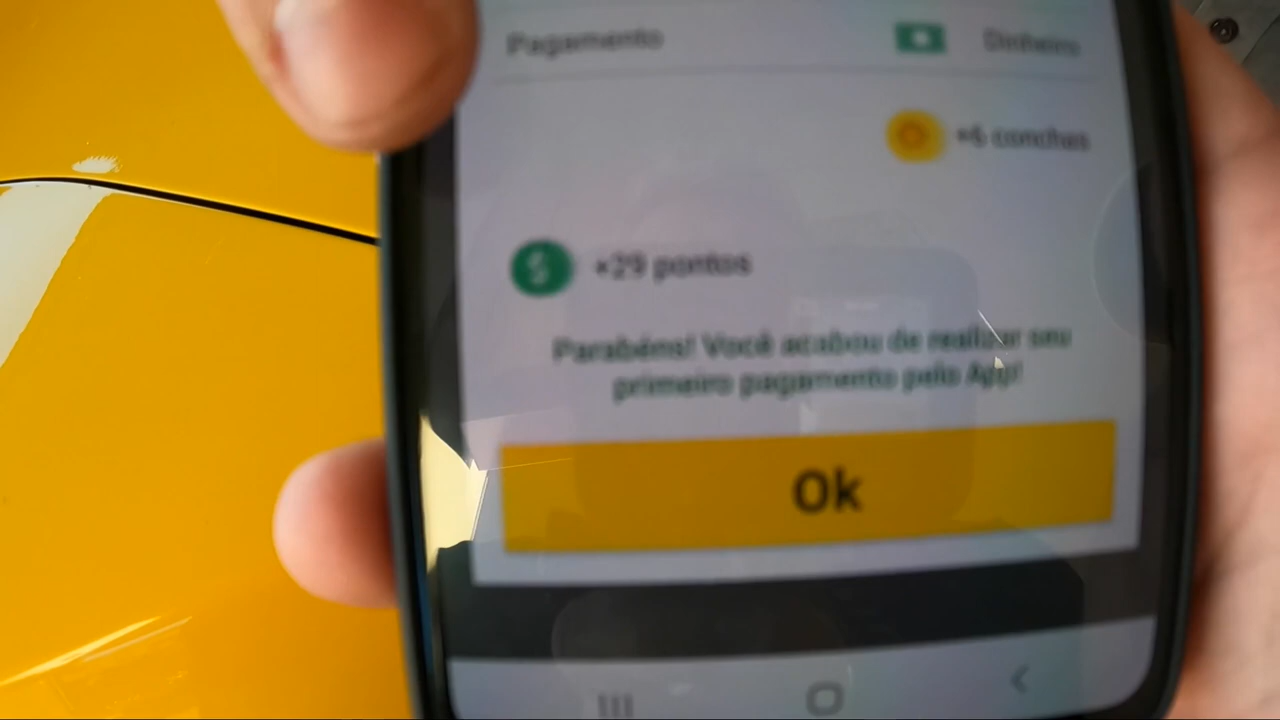 Pagamento Dinheiro
+6 conchas
+29 pontos
Parabéns! Você acabou de realizar seu
primeiro pagamento pelo App!
Ok